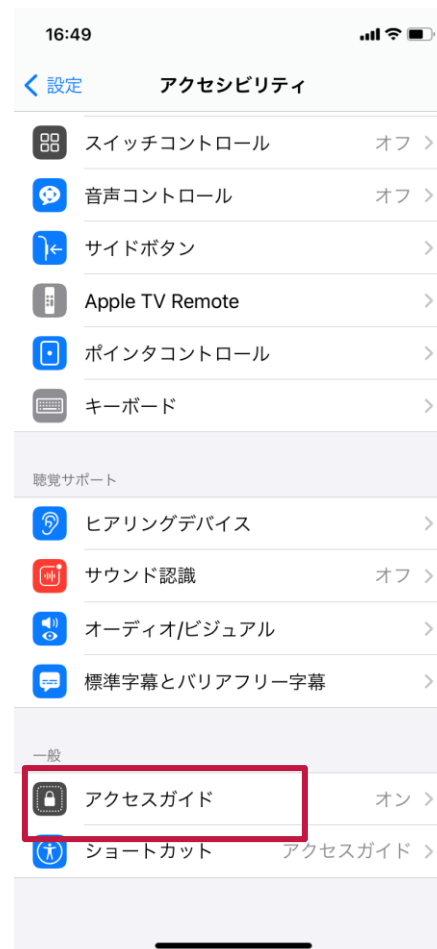 16:49
設定 アクセシビリティ
スイッチコントロール オフ
音声コントロール オフ
サイドボタン
Apple TV Remote
ポインタコントロール
キーボード
聴覚サポート
ヒアリングデバイス
サウンド認識 オフ
オーディオ/ビジュアル
標準字幕とバリアフリー字幕
一般
アクセスガイド オン
ショートカット アクセスガイド